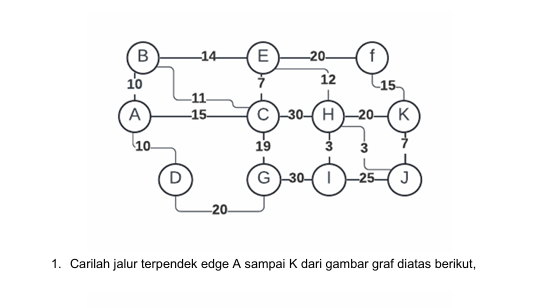 B 14 E 20 f
10 7 12 15
11
A 15 C 30 H 20 K
10 19 3 3 7
D G 30 I 25 J
20
1. Carilah jalur terpendek edge A sampai K dari gambar graf diatas berikut,